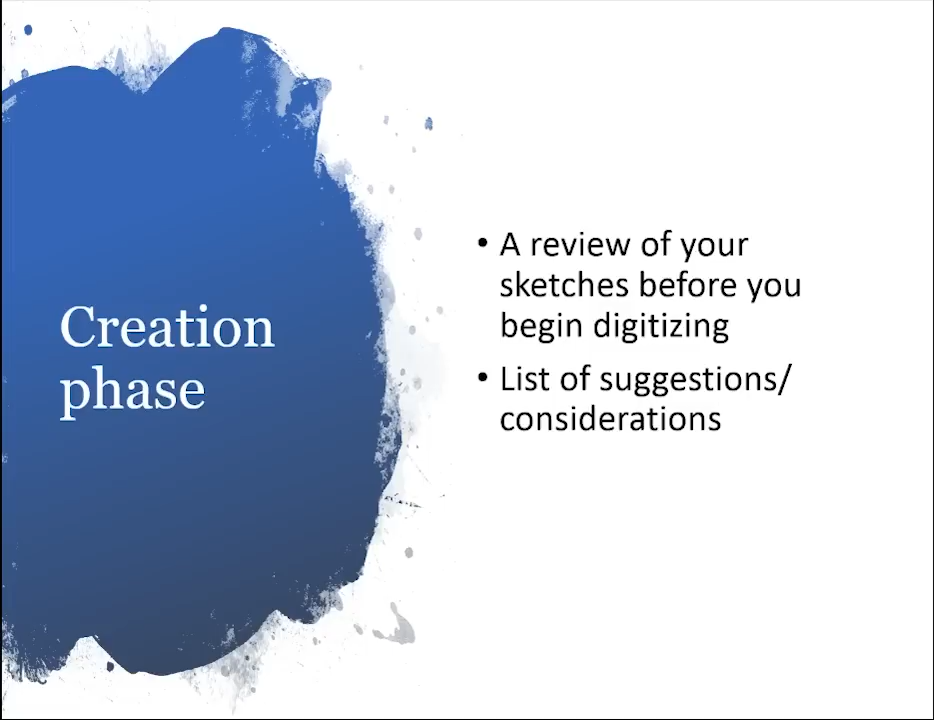 Creation
phase
• A review of your
sketches before you
begin digitizing
• List of suggestions/
considerations